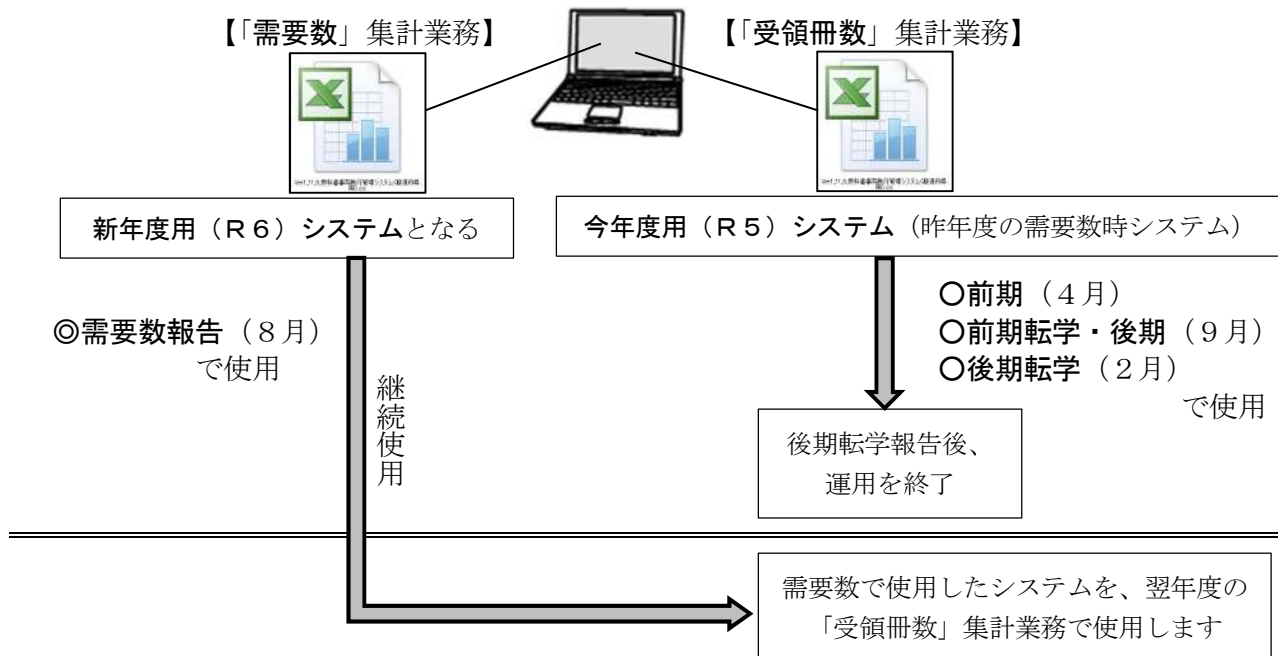 【「需要数」集計業務】
【「受領冊数」集計業務】
新年度用（Ｒ６）システムとなる
今年度用（Ｒ５）システム（昨年度の需要数時システム）
◎需要数報告（８月）
で使用
継続使用
○前期（４月）
○前期転学・後期（９月）
○後期転学（２月）
で使用
後期転学報告後、
運用を終了
需要数で使用したシステムを、翌年度の
「受領冊数」集計業務で使用します